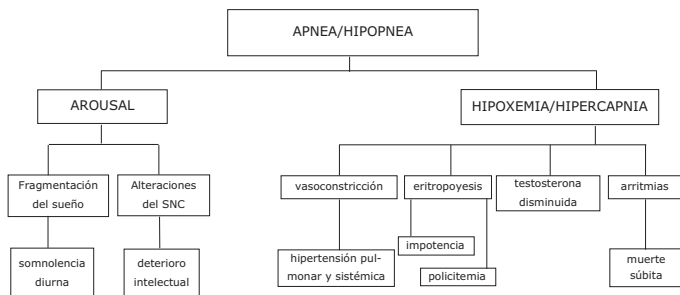 APNEA/HIPOPNEA
AROUSAL
HIPOXEMIA/HIPERCAPNIA
Fragmentación
del sueño
Alteraciones
del SNC
vasoconstricción
eritropoyesis
testosterona
disminuida
arritmias
somnolencia
diurna
deterioro
intelectual
hipertensión pul-
monar y sistémica
impotencia
policitemia
muerte
súbita